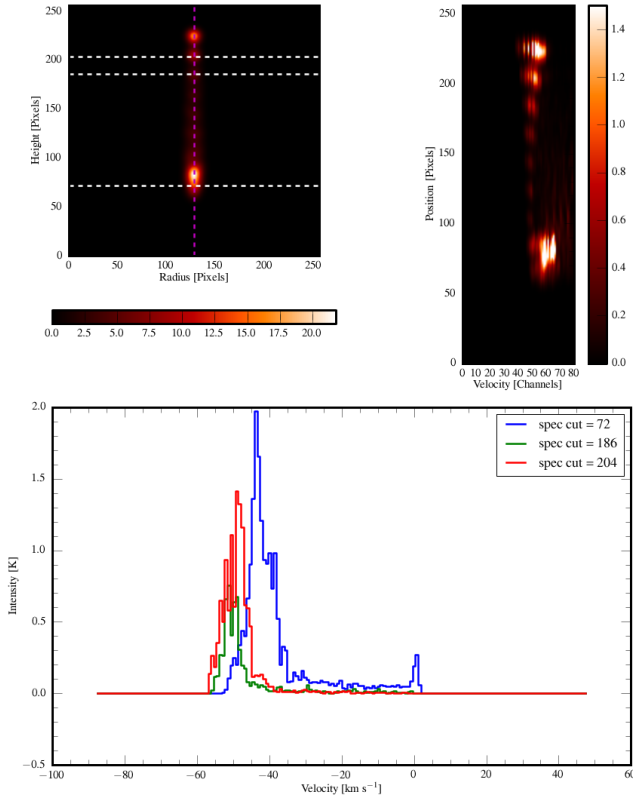 250
200
150
100
50
0
Height [Pixels]
0 50 100 150 200 250
Radius [Pixels]
0.0 2.5 5.0 7.5 10.0 12.5 15.0 17.5 20.0
250
200
150
100
50
0
Position [Pixels]
0 10 20 30 40 50 60 70 80
Velocity [Channels]
1.4
1.2
1.0
0.8
0.6
0.4
0.2
0.0
2.0
1.5
1.0
0.5
0.0
−0.5
Intensity [K]
spec cut = 72
spec cut = 186
spec cut = 204
−100 −80 −60 −40 −20 0 20 40 60
Velocity [km s⁻¹]